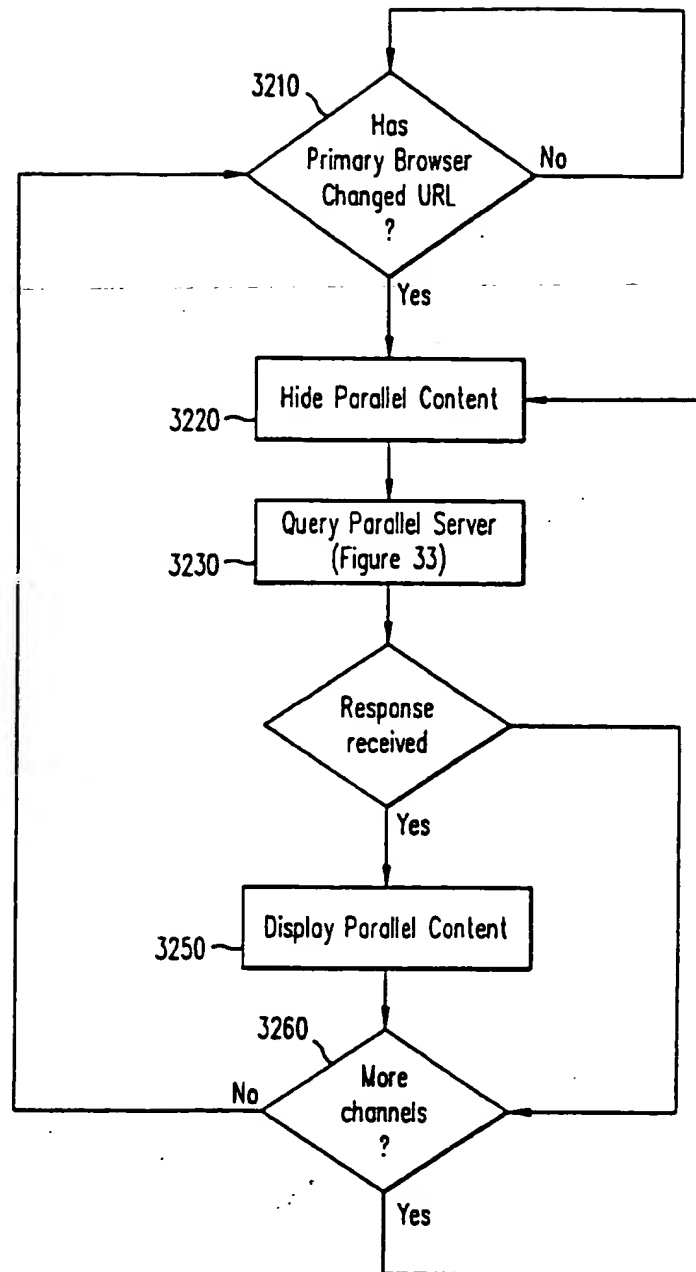 3210
Has
Primary Browser
Changed URL
?
No
Yes
Hide Parallel Content
3220
Query Parallel Server
(Figure 33)
3230
Response
received
Yes
Display Parallel Content
3250
3260
More
channels
?
No
Yes